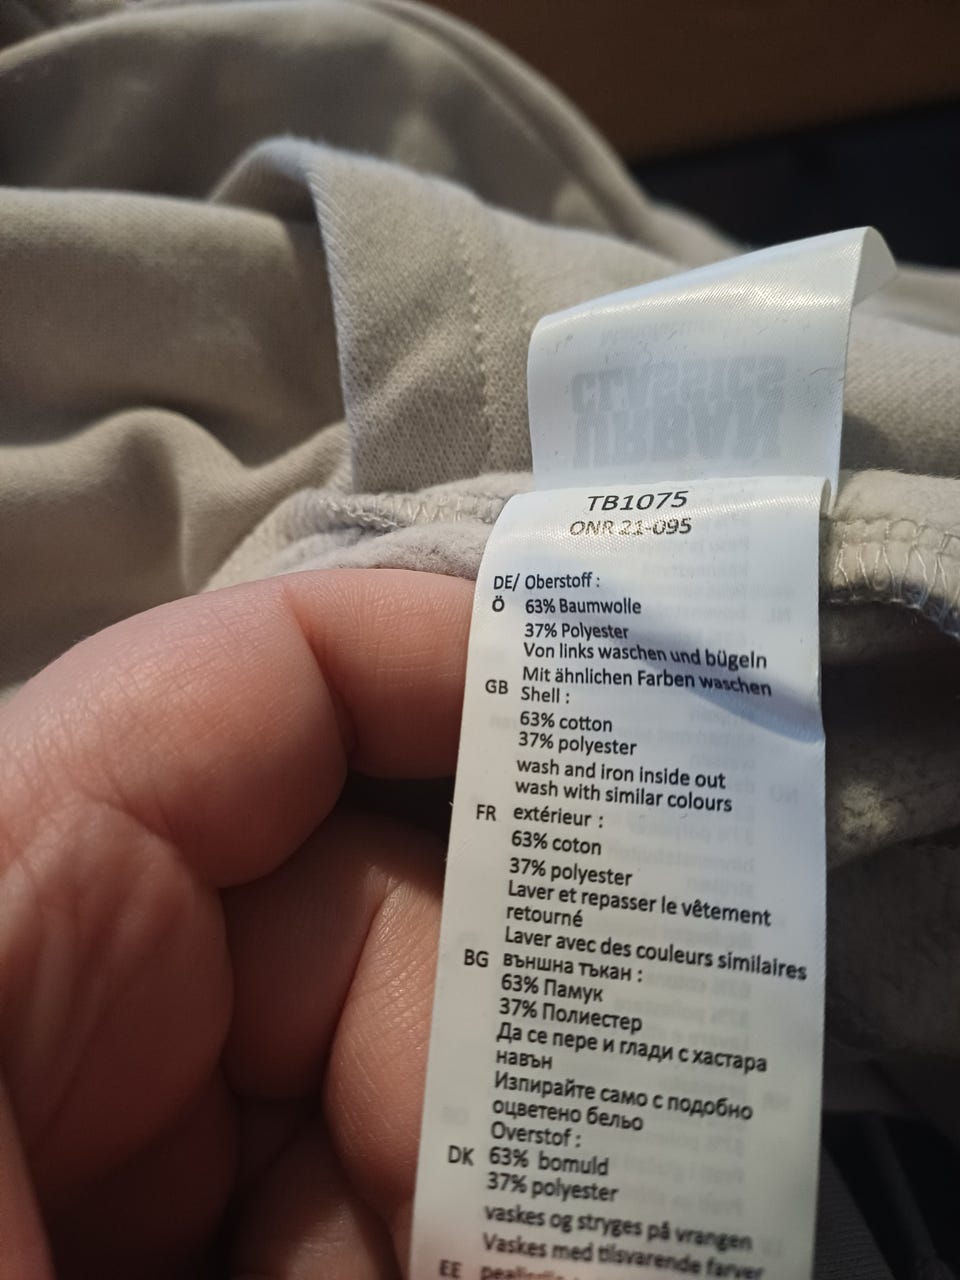 TB1075
ONR 21-095
DE/ Oberstoff :
Ö 63% Baumwolle
37% Polyester
Von links waschen und bügeln
Mit ähnlichen Farben waschen
GB Shell :
63% cotton
37% polyester
wash and iron inside out
wash with similar colours
FR extérieur :
63% coton
37% polyester
Laver et repasser le vêtement
retourné
Laver avec des couleurs similaires
BG външна тъкан :
63% Памук
37% Полиестер
Да се пере и глади с хастара
навън
Изпирайте само с подобно
оцветено бельо
Overstof :
DK 63% bomuld
37% polyester
vaskes og stryges på vrangen
Vaskes med tilsvarende farver
EE